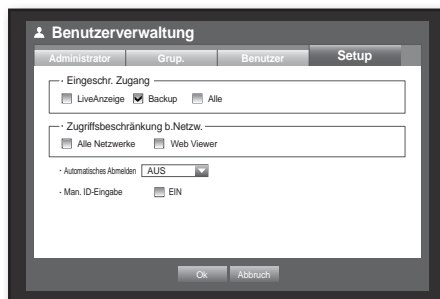 Benutzerverwaltung
Administrator Grup. Benutzer Setup
· Eingeschr. Zugang
LiveAnzeige Backup Alle
· Zugriffsbeschränkung b.Netzw.
Alle Netzwerke Web Viewer
· Automatisches Abmelden AUS
· Man. ID-Eingabe EIN
Ok Abbruch